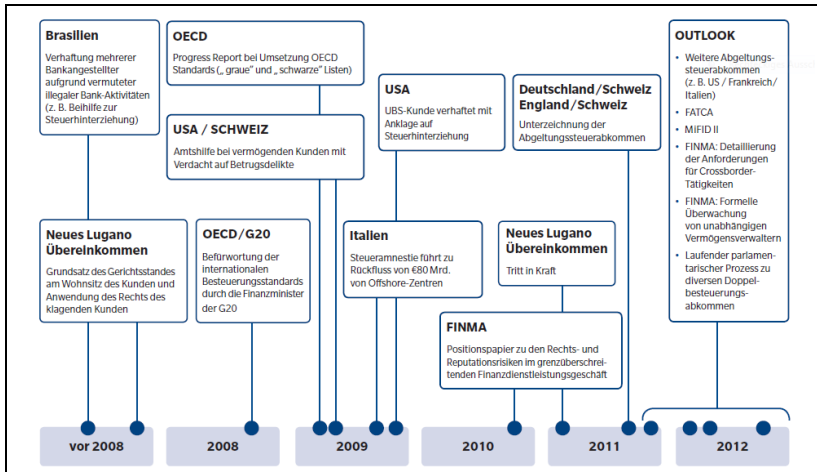 Brasilien
Verhaftung mehrerer
Bankangestellter
aufgrund vermuteter
illegaler Bank-Aktivitäten
(z. B. Beihilfe zur
Steuerhinterziehung)
OECD
Progress Report bei Umsetzung OECD
Standards („ graue" und „ schwarze" Listen)
USA / SCHWEIZ
Amtshilfe bei vermögenden Kunden mit
Verdacht auf Betrugsdelikte
USA
UBS-Kunde verhaftet mit
Anklage auf
Steuerhinterziehung
Deutschland/Schweiz
England/Schweiz
Unterzeichnung der
Abgeltungssteuerabkommen
OUTLOOK
• Weitere Abgeltungs-
steuerabkommen
(z. B. US / Frankreich/
Italien)
• FATCA
• MiFID II
• FINMA: Detaillierung
der Anforderungen
für Crossborder-
Tätigkeiten
• FINMA: Formelle
Überwachung
von unabhängigen
Vermögensverwaltern
• Laufender parlamen-
tarischer Prozess zu
diversen Doppel-
besteuerungs-
abkommen
Neues Lugano
Übereinkommen
Grundsatz des Gerichtsstandes
am Wohnsitz des Kunden und
Anwendung des Rechts des
klagenden Kunden
OECD/G20
Befürwortung der
internationalen
Besteuerungsstandards
durch die Finanzminister
der G20
Italien
Steueramnestie führt zu
Rückfluss von €80 Mrd.
von Offshore-Zentren
Neues Lugano
Übereinkommen
Tritt in Kraft
FINMA
Positionspapier zu den Rechts- und
Reputationsrisiken im grenzüberschrei-
tenden Finanzdienstleistungsgeschäft
vor 2008
2008
2009
2010
2011
2012